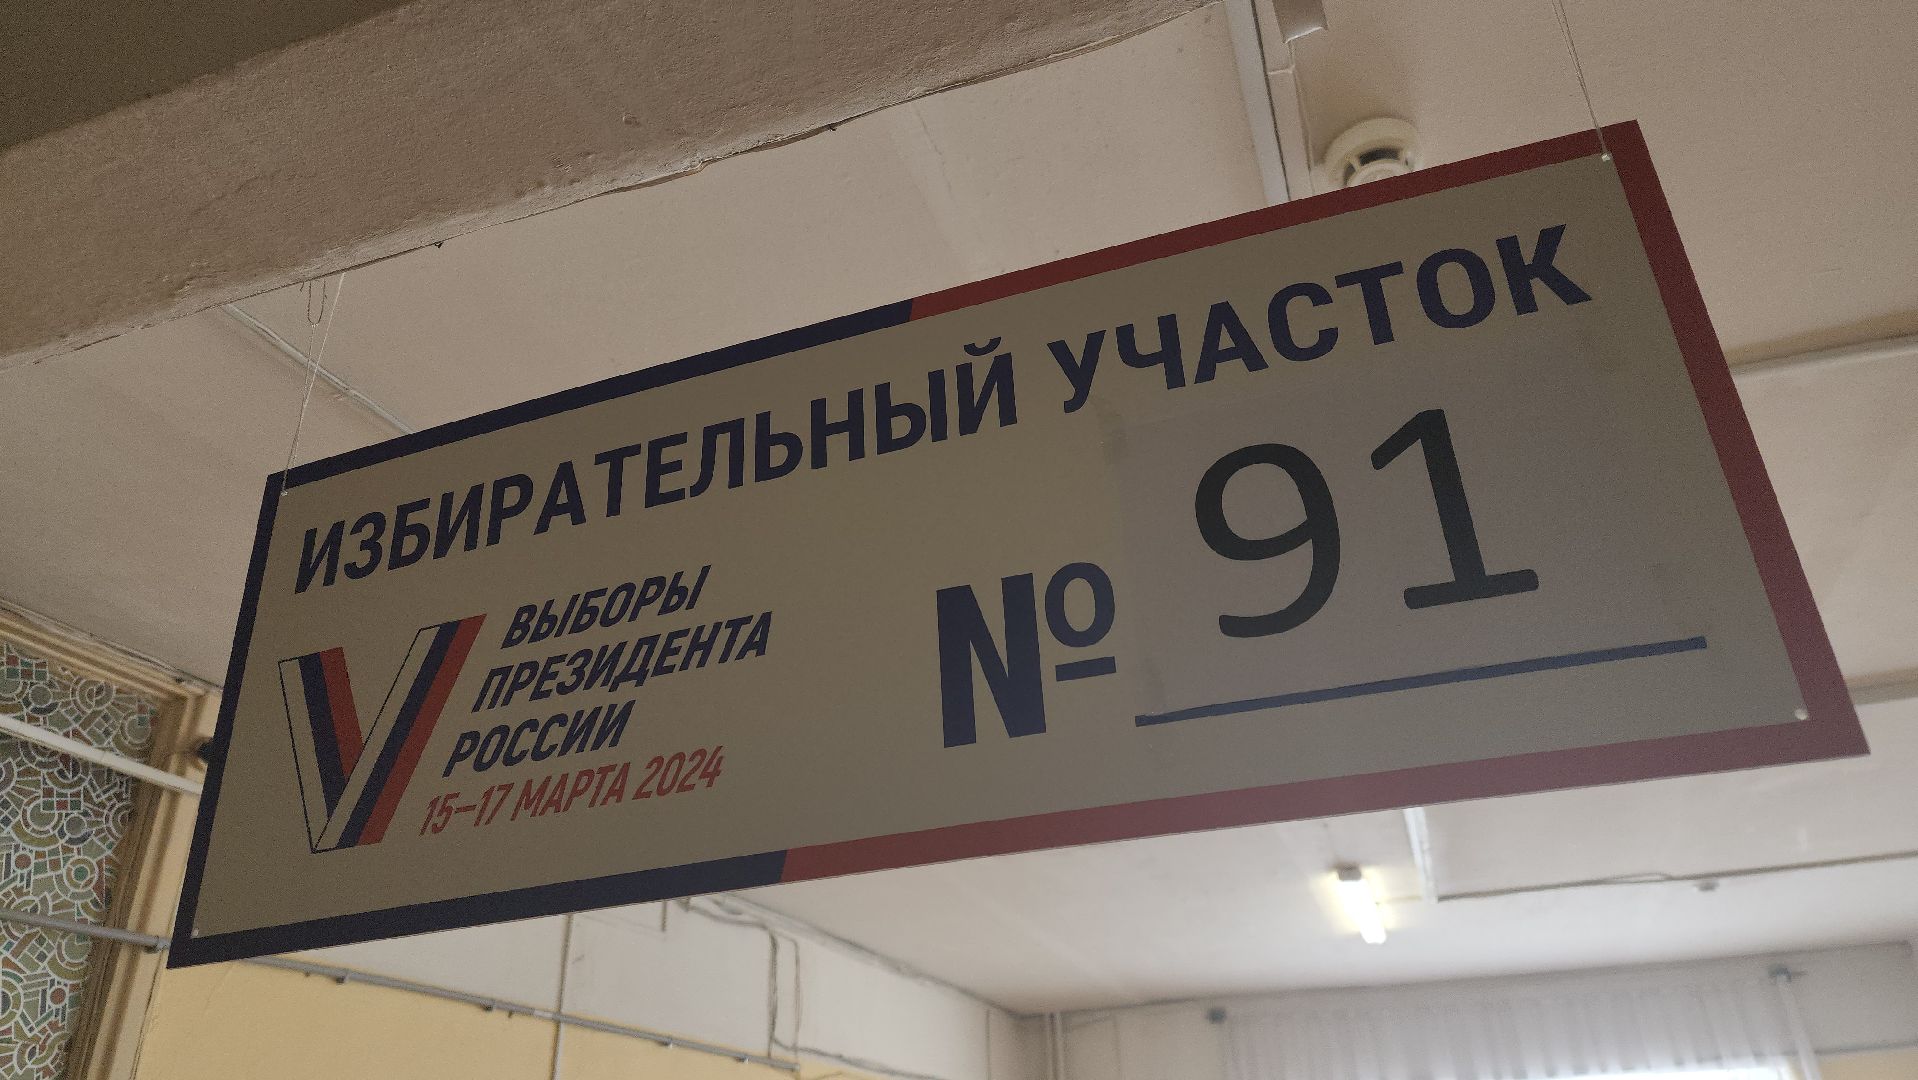 ИЗБИРАТЕЛЬНЫЙ УЧАСТОК
ВЫБОРЫ
ПРЕЗИДЕНТА
РОССИИ
15–17 МАРТА 2024
№ 91